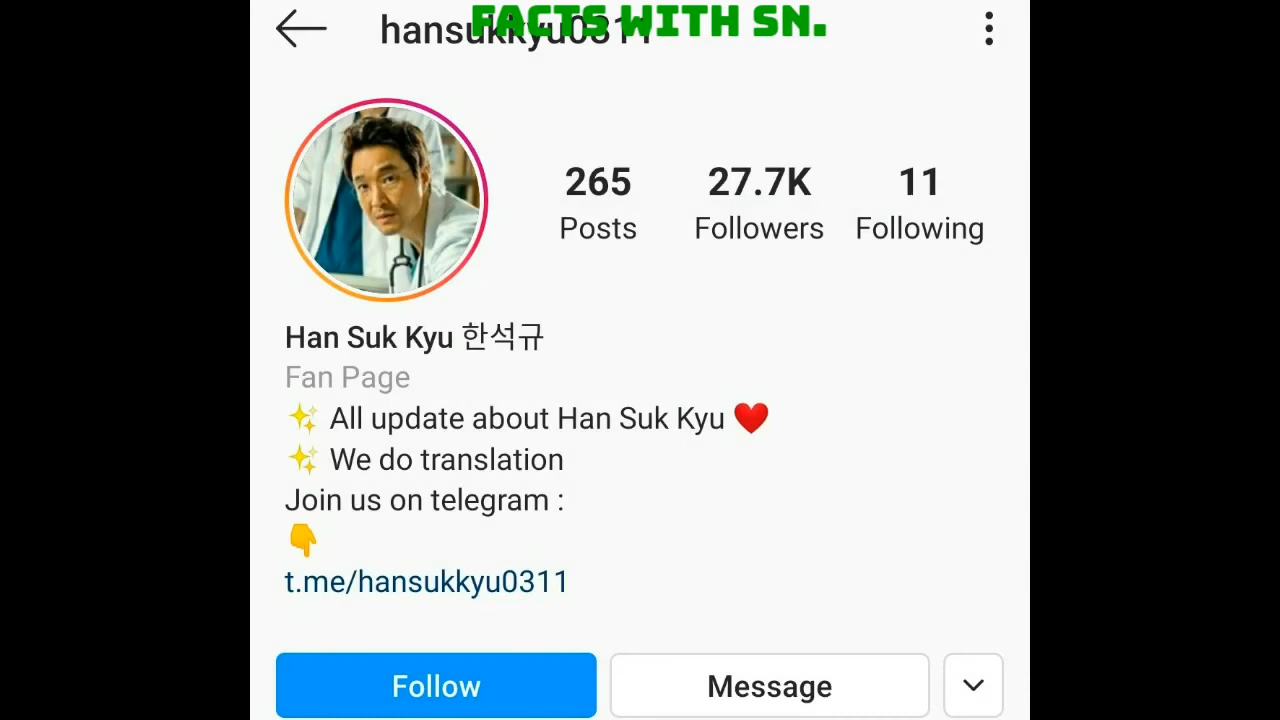 FACTS WITH SN.
hansukkyu0311
265 27.7K 11
Posts Followers Following
Han Suk Kyu 한석규
Fan Page
✨ All update about Han Suk Kyu ❤️
✨ We do translation
Join us on telegram :
👇
t.me/hansukkyu0311
Follow Message